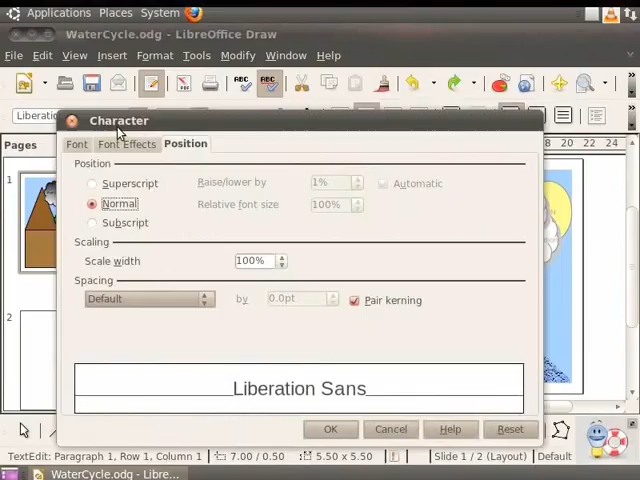 Applications Places System
WaterCycle.odg - LibreOffice Draw
File Edit View Insert Format Tools Modify Window Help
ABC ABC
Character
Font Font Effects Position
Pages
18 20 22 24
Position
1
Superscript Raise/lower by 1% Automatic
Normal Relative font size 100%
Subscript
Scaling
Scale width 100%
Spacing
Default by 0.0pt Pair kerning
2
Liberation Sans
OK Cancel Help Reset
TextEdit: Paragraph 1, Row 1, Column 1 7.00 / 0.50 5.50 x 5.50 Slide 1 / 2 (Layout) Default
WaterCycle.odg - Libre...